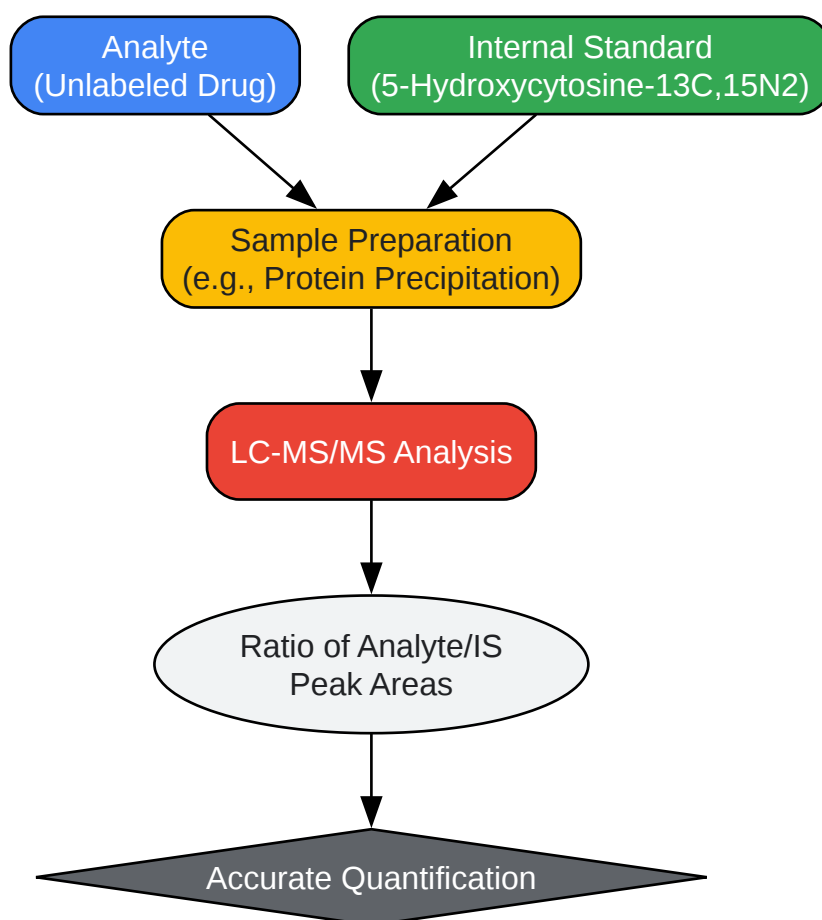 Analyte
(Unlabeled Drug)
Internal Standard
(5-Hydroxycytosine-13C,15N2)
Sample Preparation
(e.g., Protein Precipitation)
LC-MS/MS Analysis
Ratio of Analyte/IS
Peak Areas
Accurate Quantification